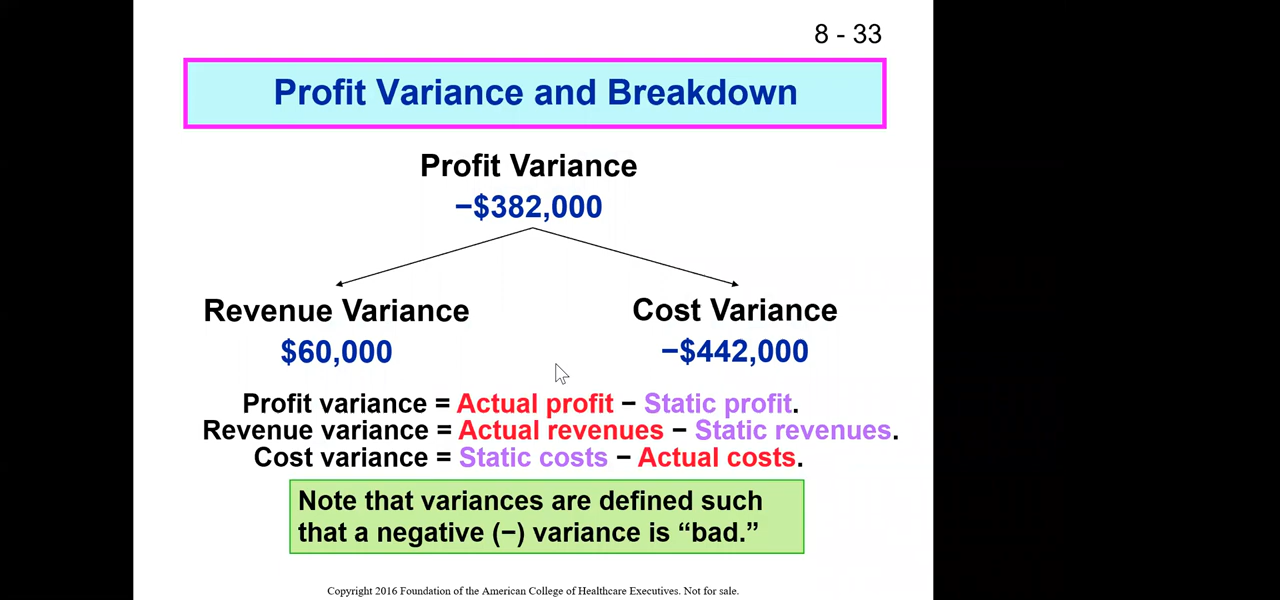 8 - 33
Profit Variance and Breakdown
Profit Variance
−$382,000
Revenue Variance
Cost Variance
$60,000
−$442,000
Profit variance = Actual profit − Static profit.
Revenue variance = Actual revenues − Static revenues.
Cost variance = Static costs − Actual costs.
Note that variances are defined such
that a negative (−) variance is “bad.”
Copyright 2016 Foundation of the American College of Healthcare Executives. Not for sale.